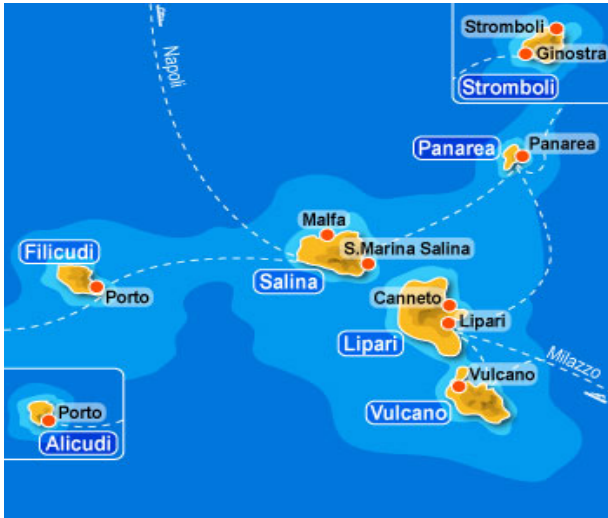 Napoli
Stromboli
Ginostra
Stromboli
Panarea
Panarea
Malfa
S.Marina Salina
Salina
Filicudi
Porto
Canneto
Lipari
Lipari
Milazzo
Vulcano
Vulcano
Porto
Alicudi